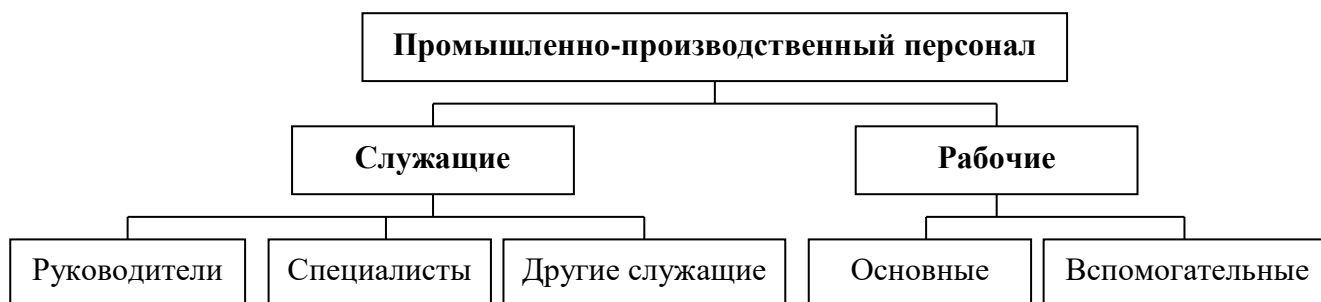 Промышленно-производственный персонал
Служащие
Рабочие
Руководители
Специалисты
Другие служащие
Основные
Вспомогательные